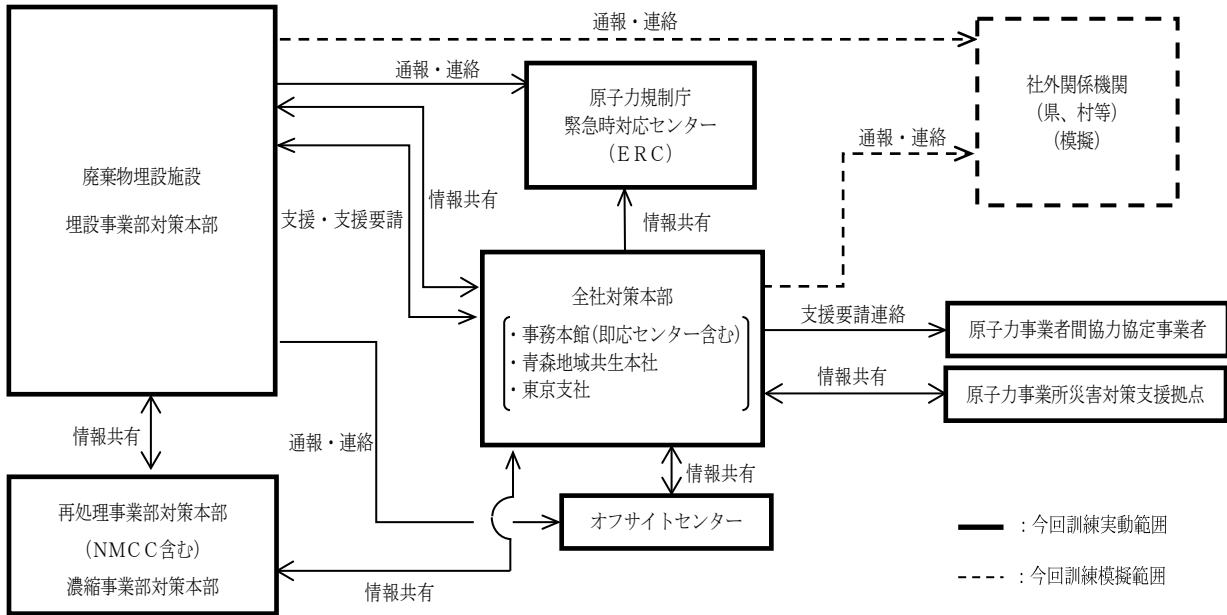 通報・連絡
通報・連絡
原子力規制庁
緊急時対応センター
(ERC)
社外関係機関
(県、村等)
(模擬)
通報・連絡
廃棄物埋設施設
埋設事業部対策本部
情報共有
支援・支援要請
情報共有
全社対策本部
・事務本館(即応センター含む)
・青森地域共生本社
・東京支社
支援要請連絡
原子力事業者間協力協定事業者
情報共有
原子力事業所災害対策支援拠点
情報共有
通報・連絡
情報共有
再処理事業部対策本部
(NMCC含む)
濃縮事業部対策本部
オフサイトセンター
情報共有
:今回訓練実動範囲
:今回訓練模擬範囲